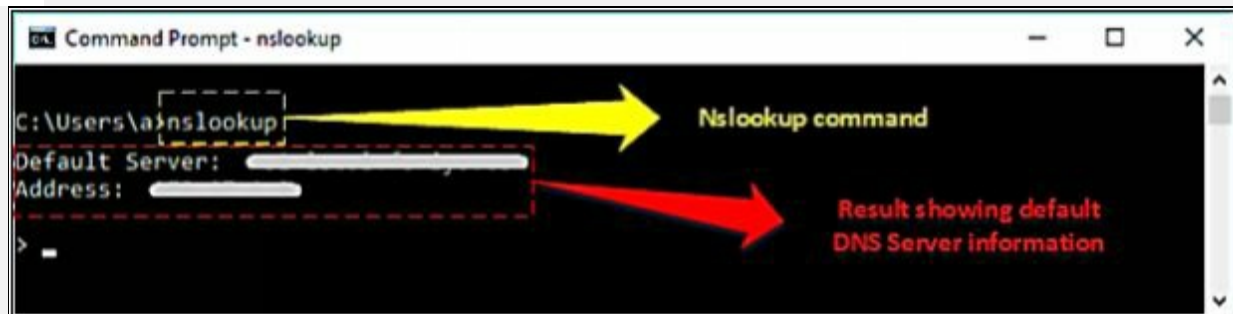 Command Prompt - nslookup
C:\Users\a>nslookup
Nslookup command
Default Server:
Address:
Result showing default
DNS Server information
>